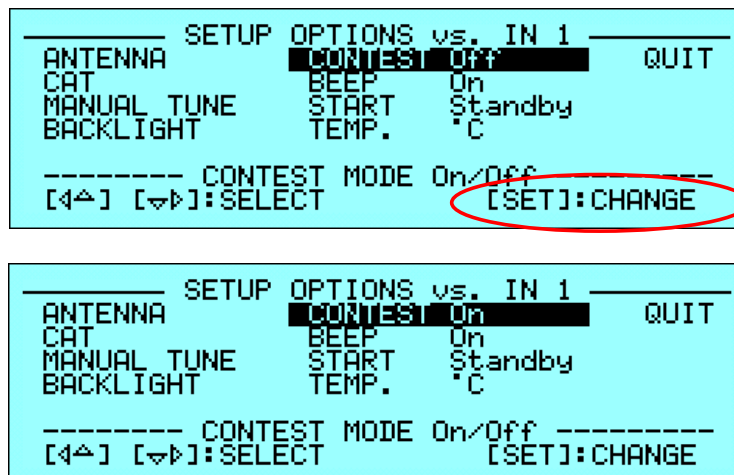 SETUP OPTIONS vs. IN 1
ANTENNA CONTEST Off QUIT
CAT BEEP On
MANUAL TUNE START Standby
BACKLIGHT TEMP. °C
-------- CONTEST MODE On/Off ---------
[◁△] [▽▷]:SELECT [SET]:CHANGE
SETUP OPTIONS vs. IN 1
ANTENNA CONTEST On QUIT
CAT BEEP On
MANUAL TUNE START Standby
BACKLIGHT TEMP. °C
-------- CONTEST MODE On/Off ---------
[◁△] [▽▷]:SELECT [SET]:CHANGE